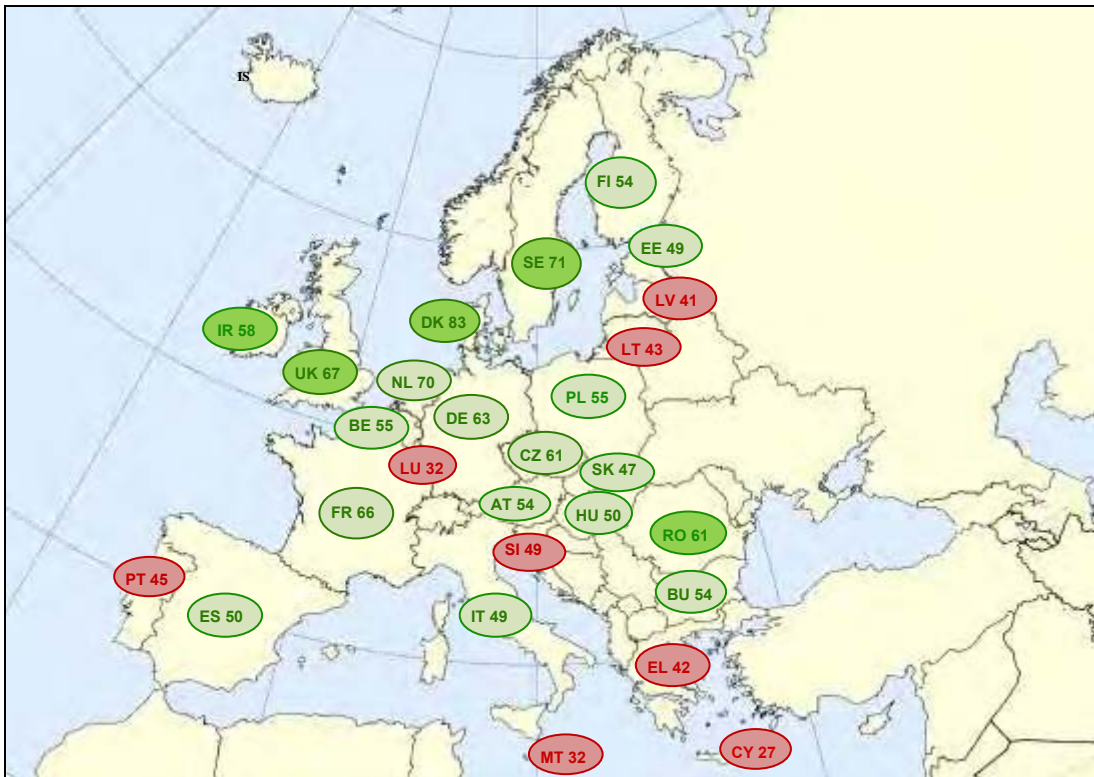 IS
FI 54
EE 49
SE 71
LV 41
DK 83
IR 58
LT 43
UK 67
NL 70
PL 55
DE 63
BE 55
CZ 61
LU 32
SK 47
AT 54
FR 66
HU 50
RO 61
SI 49
PT 45
BU 54
ES 50
IT 49
EL 42
CY 27
MT 32